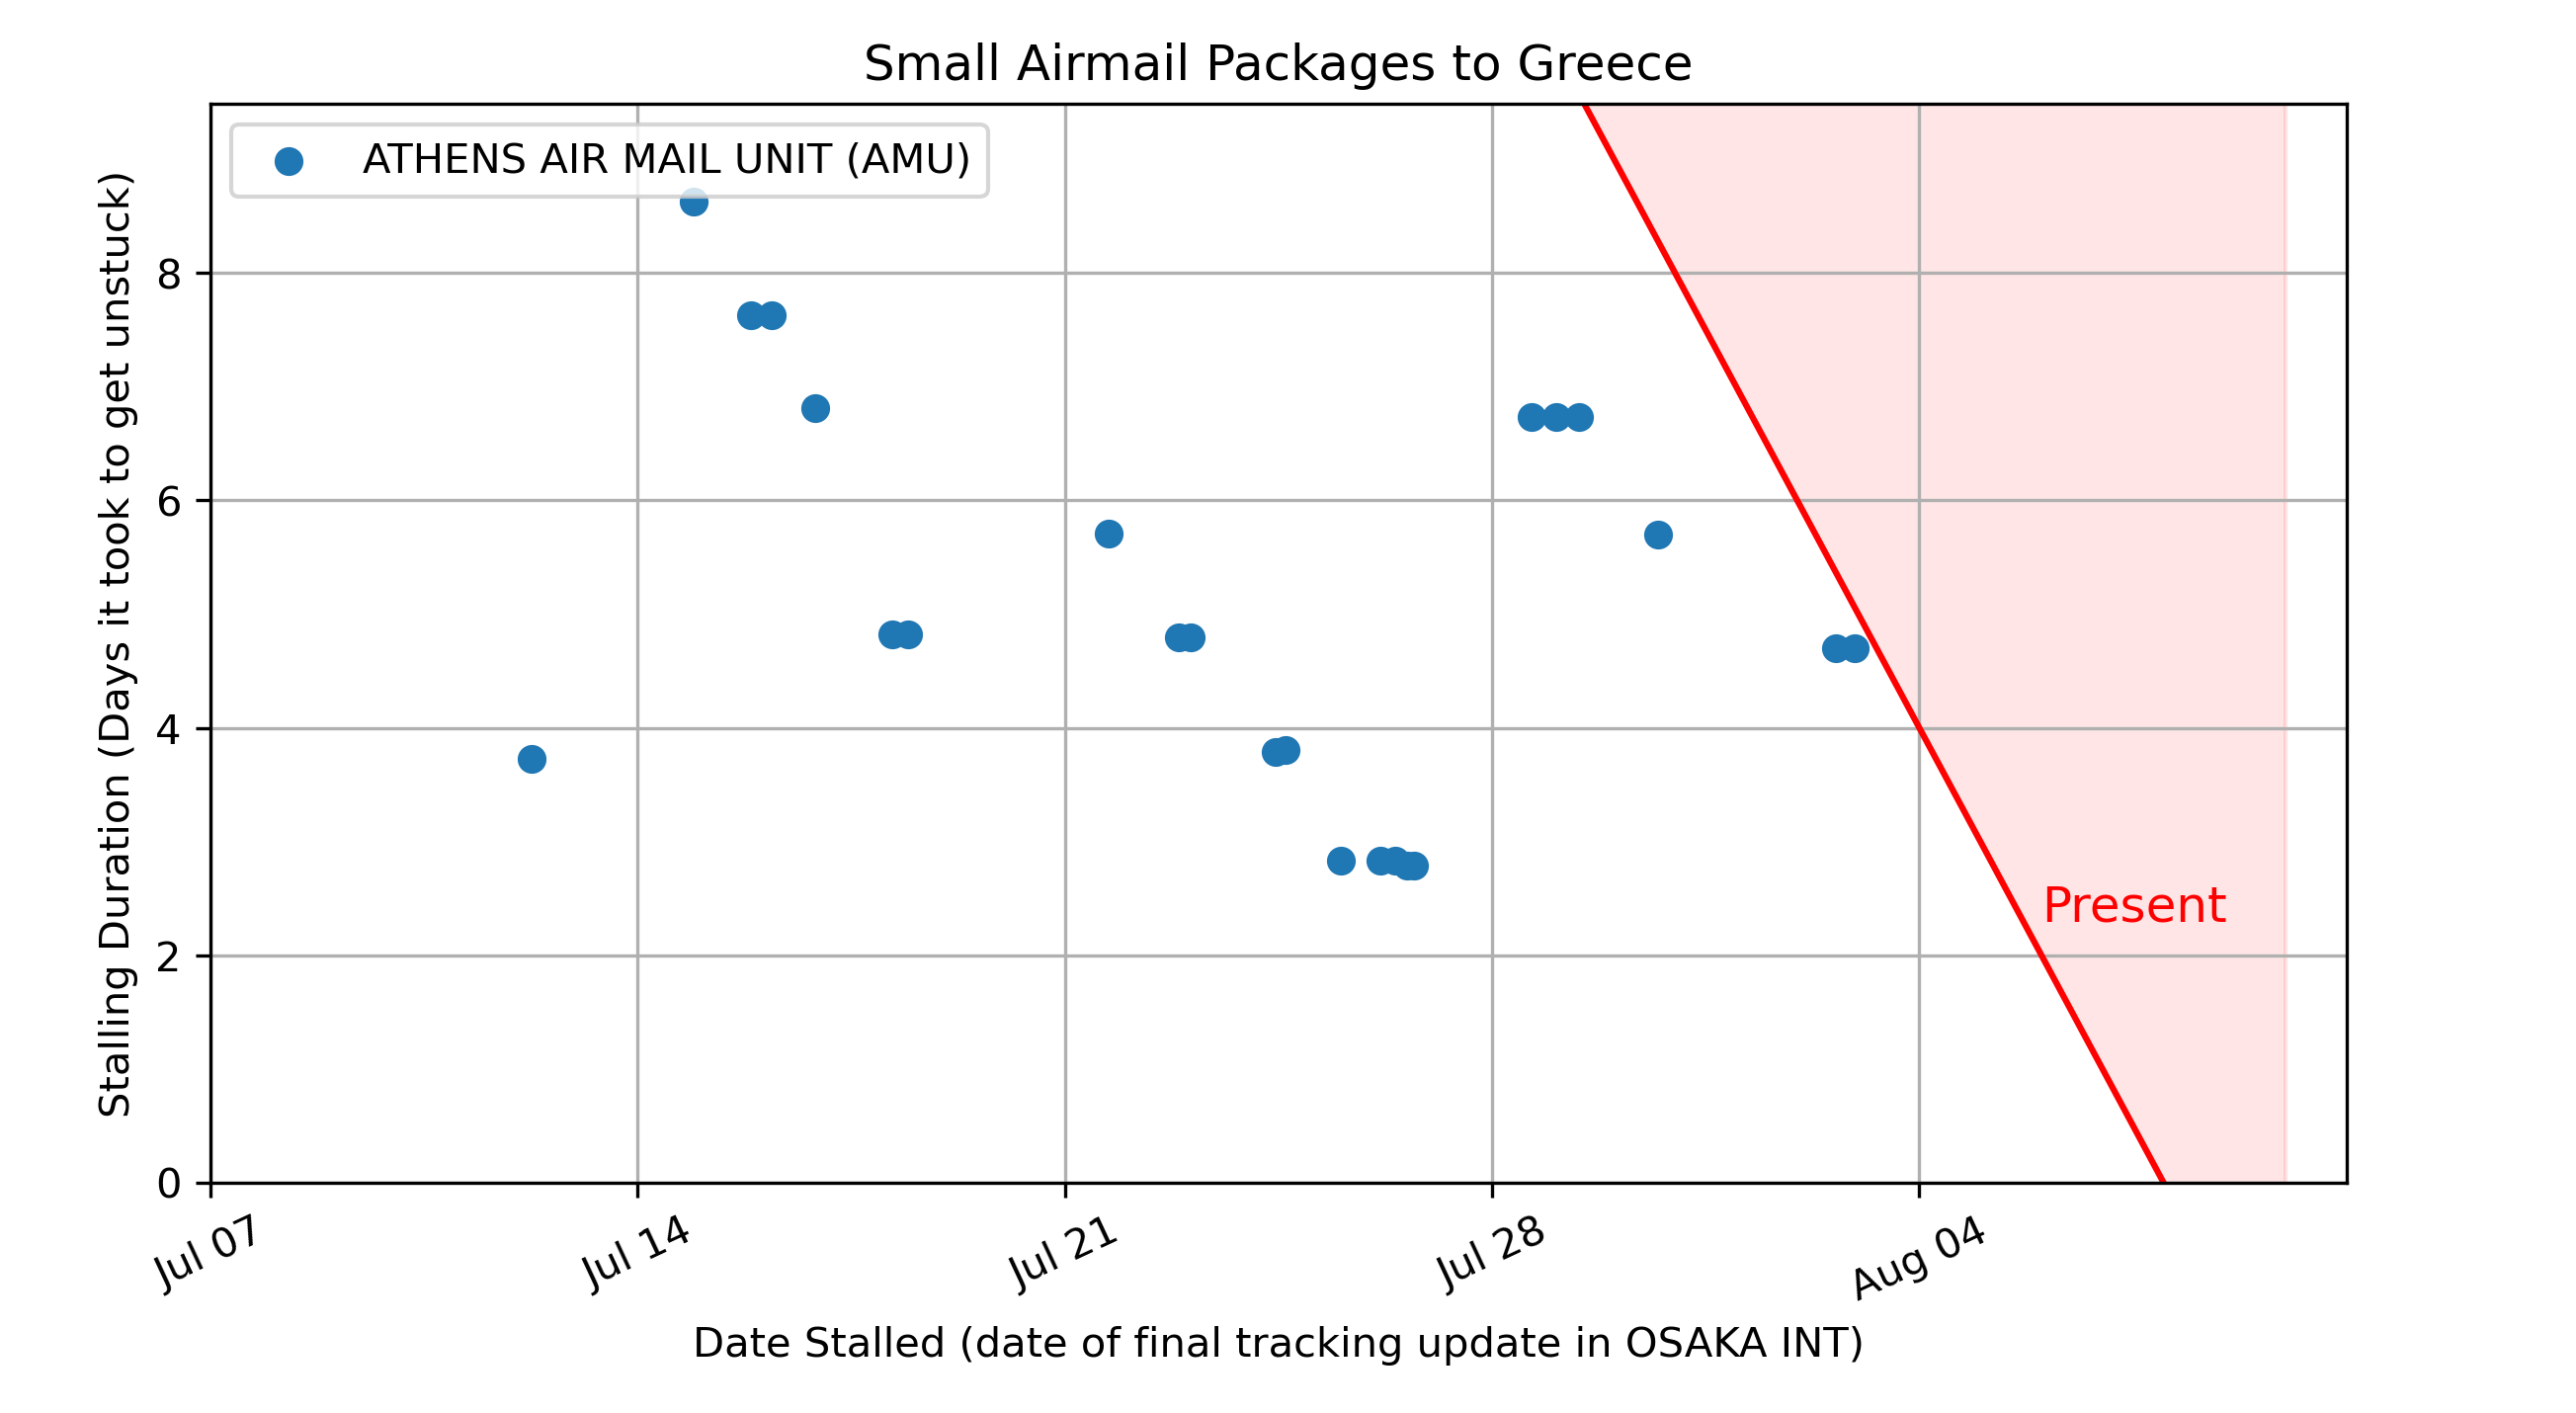 Small Airmail Packages to Greece
ATHENS AIR MAIL UNIT (AMU)
Stalling Duration (Days it took to get unstuck)
8
6
4
2
0
Present
Jul 07
Jul 14
Jul 21
Jul 28
Aug 04
Date Stalled (date of final tracking update in OSAKA INT)